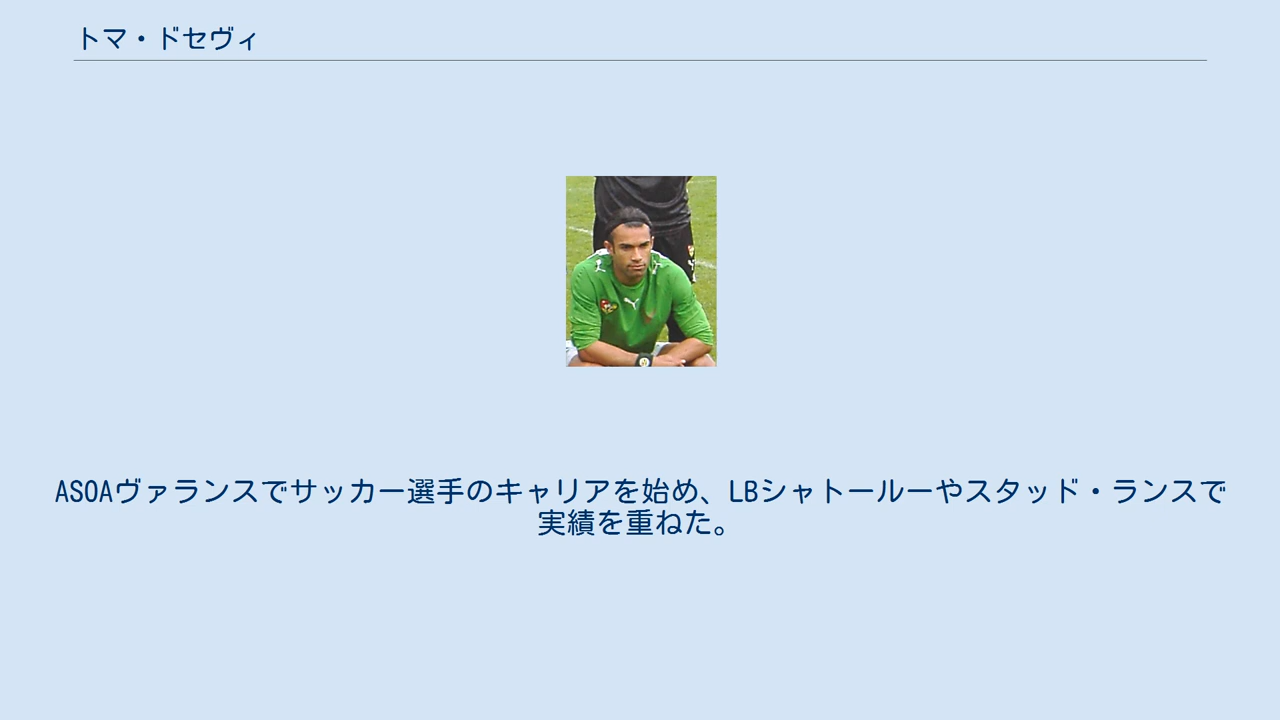 トマ・ドセヴィ
ASOAヴァランスでサッカー選手のキャリアを始め、LBシャトールーやスタッド・ランスで
実績を重ねた。